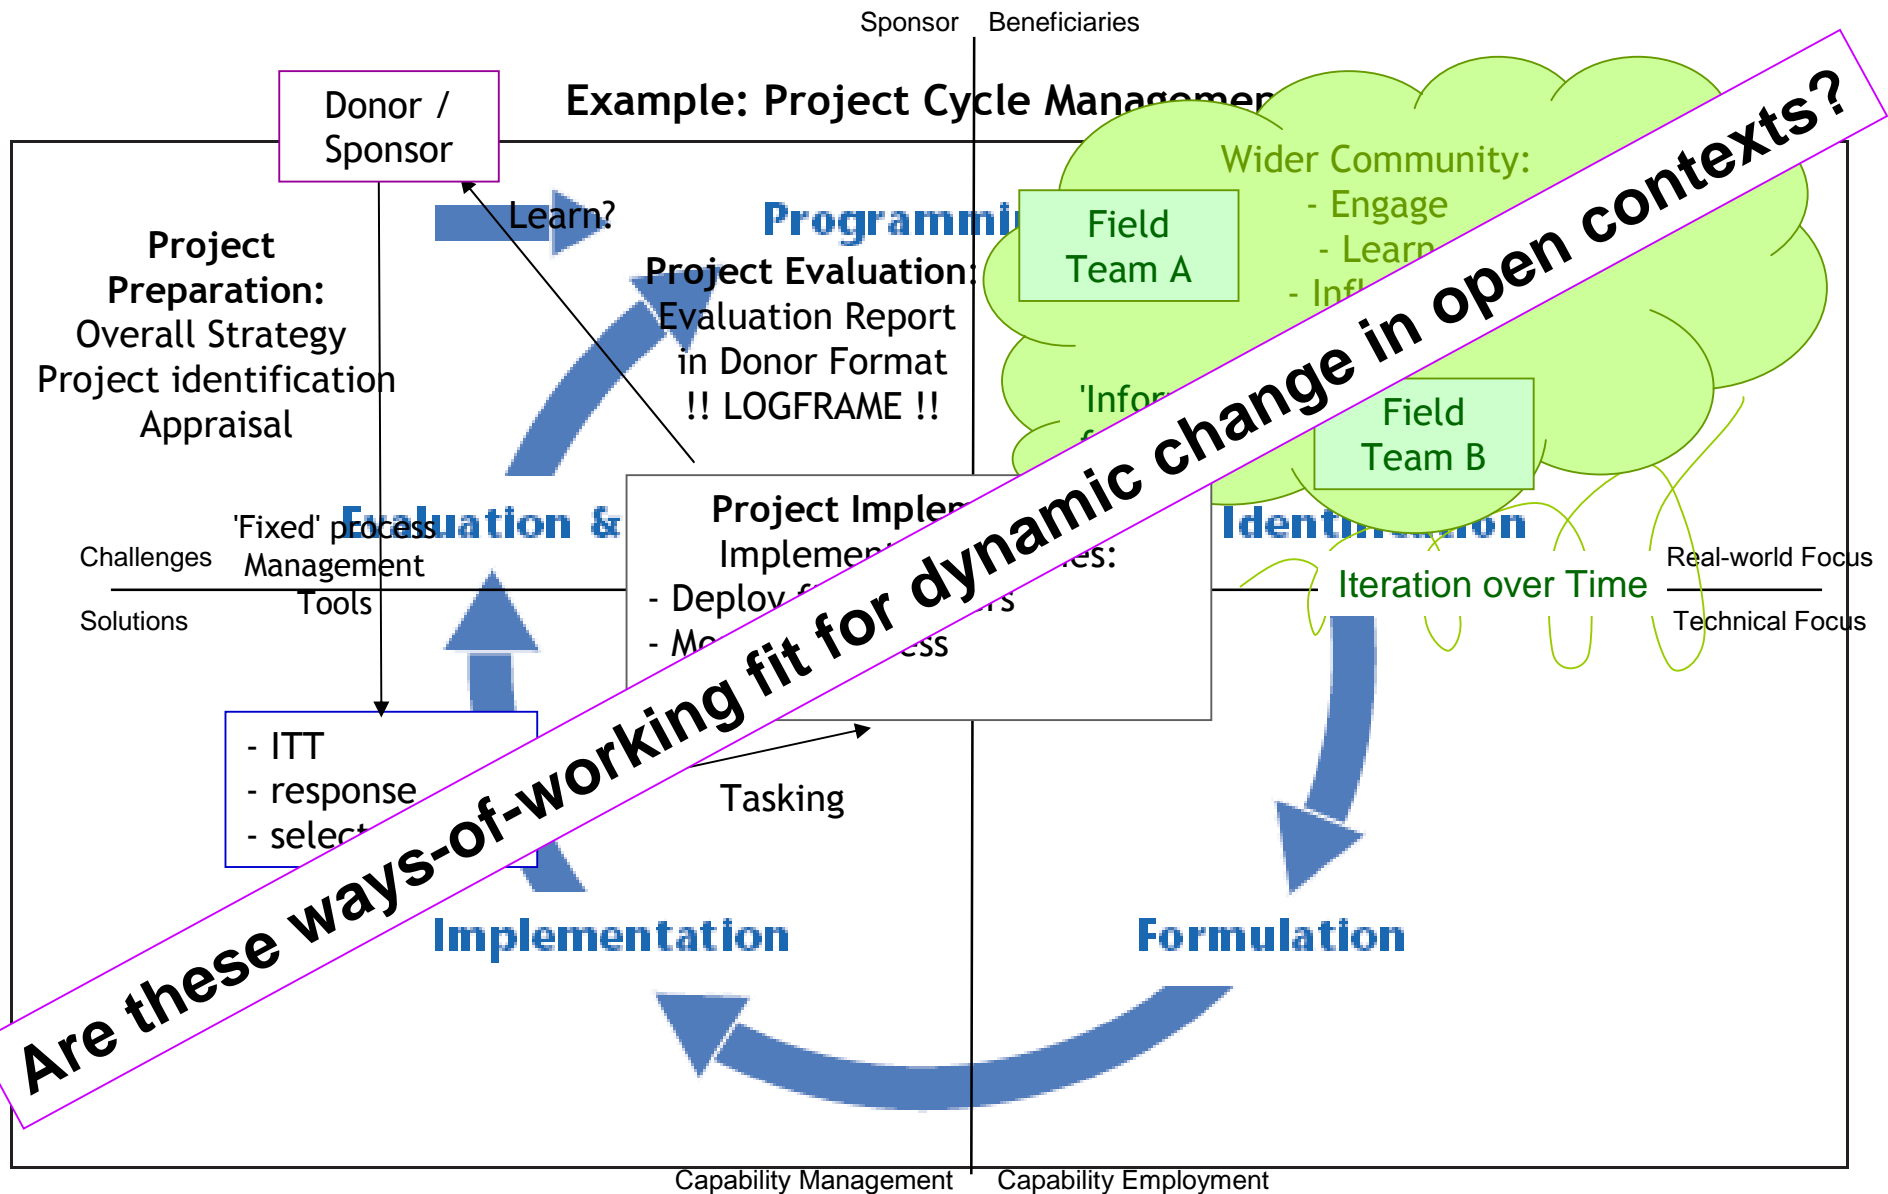 Sponsor
Beneficiaries
Example: Project Cycle
Donor /
Sponsor
Wider Community:
- Engage
- Learn
Field
Team A
Learn?
Project
Preparation:
Overall Strategy
Project identification
Appraisal
Project Evaluation:
Evaluation Report
in Donor Format
!! LOGFRAME !!
Field
Team B
Evaluation &
Project
Identification
Challenges
'Fixed' process
Management
Tools
Solutions
- Deploy
Iteration over Time
Real-world Focus
Technical Focus
- ITT
- response
-
Tasking
Implementation
Formulation
Are these ways-of-working fit for dynamic change in open contexts?
Capability Management
Capability Employment